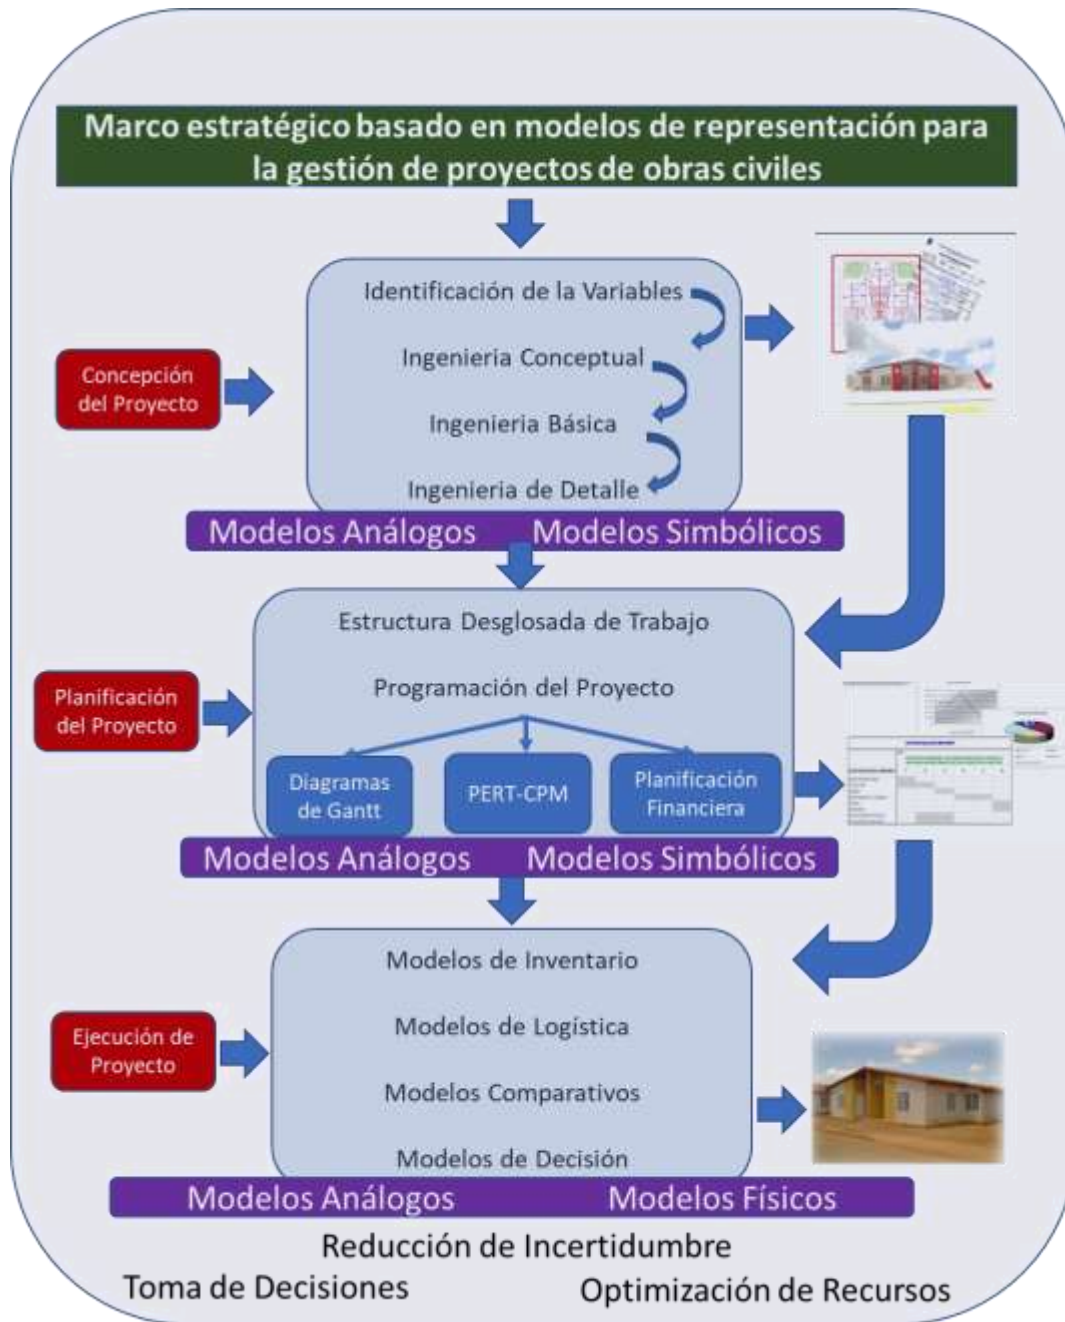 Marco estratégico basado en modelos de representación para
la gestión de proyectos de obras civiles
Identificación de la Variables
Concepción
del Proyecto
Ingenieria Conceptual
Ingenieria Básica
Ingenieria de Detalle
Modelos Análogos Modelos Simbólicos
Estructura Desglosada de Trabajo
Planificación
del Proyecto
Programación del Proyecto
Diagramas
de Gantt
PERT-CPM
Planificación
Financiera
Modelos Análogos Modelos Simbólicos
Modelos de Inventario
Ejecución de
Proyecto
Modelos de Logística
Modelos Comparativos
Modelos de Decisión
Modelos Análogos Modelos Físicos
Reducción de Incertidumbre
Toma de Decisiones Optimización de Recursos